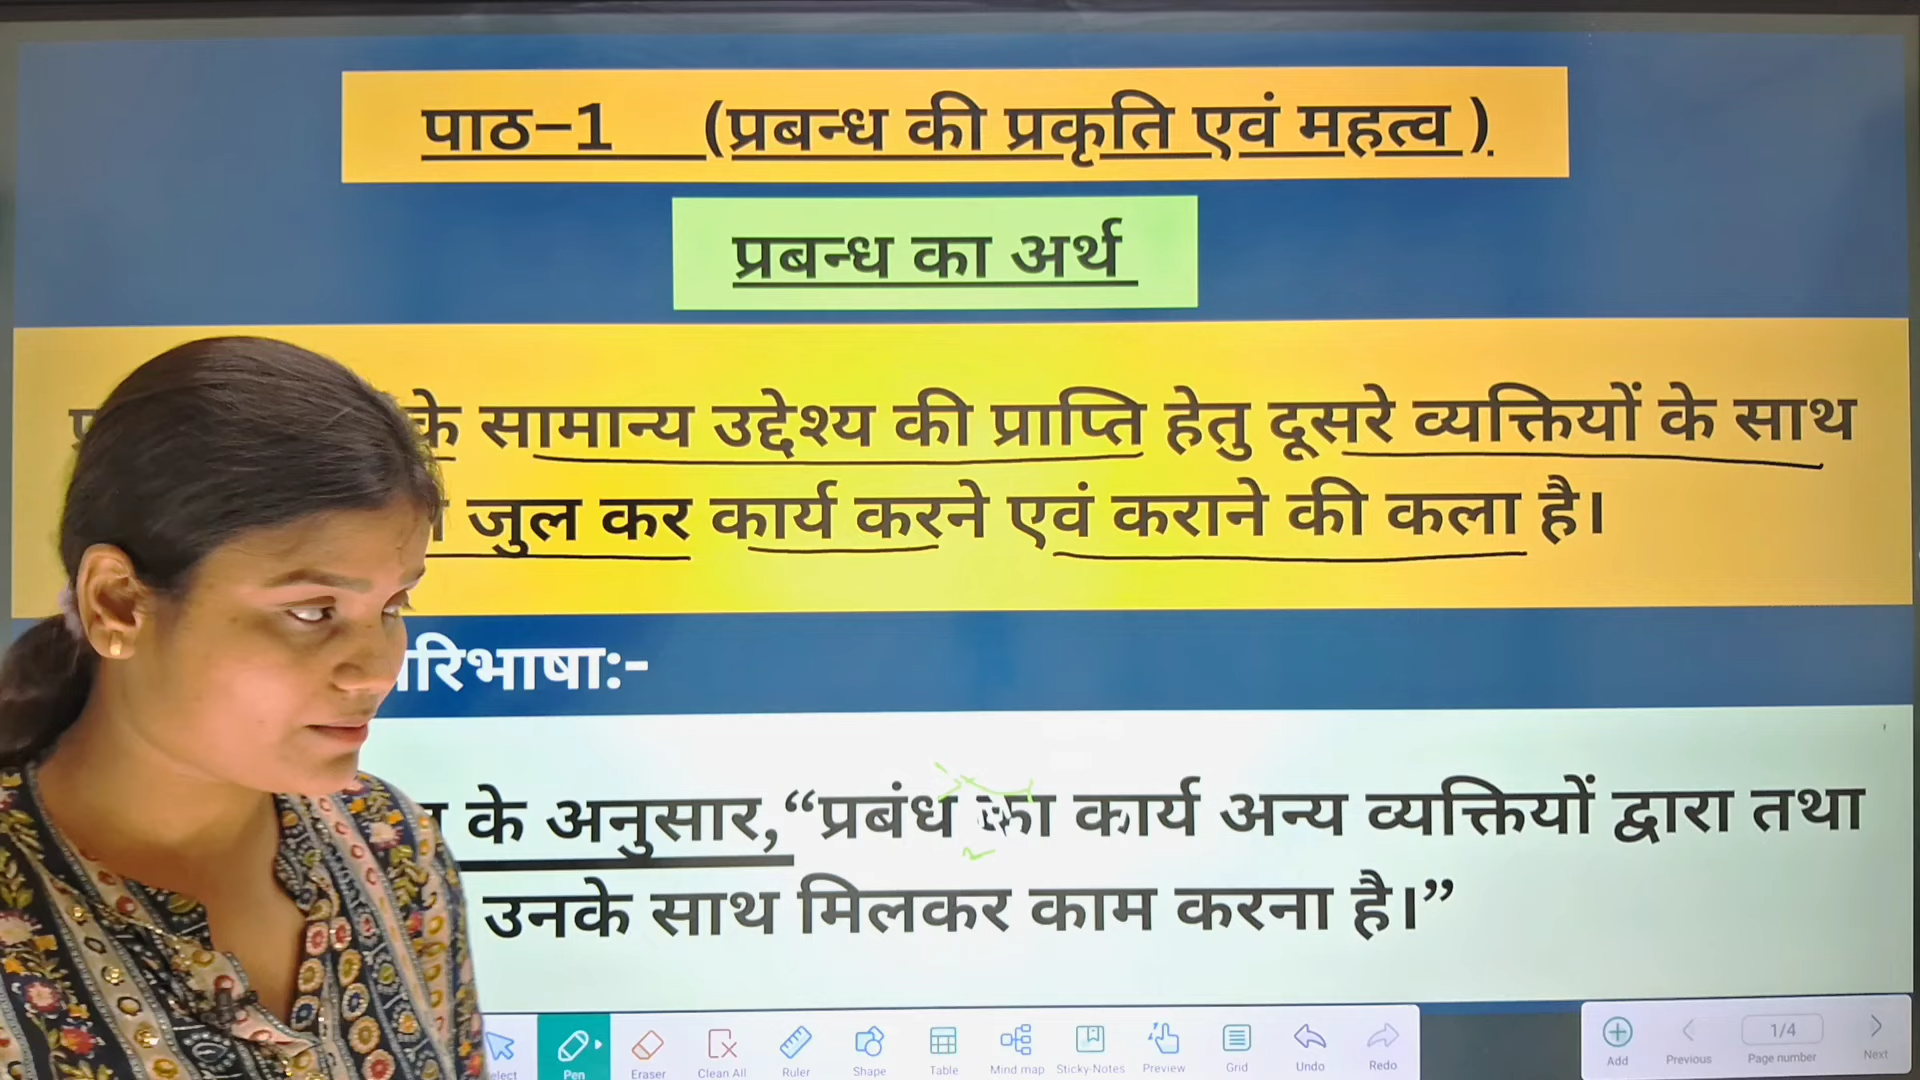 पाठ–1 (प्रबन्ध की प्रकृति एवं महत्व )
प्रबन्ध का अर्थ
के सामान्य उद्देश्य की प्राप्ति हेतु दूसरे व्यक्तियों के साथ
जुल कर कार्य करने एवं कराने की कला है।
रिभाषा:-
के अनुसार,“प्रबंध का कार्य अन्य व्यक्तियों द्वारा तथा
उनके साथ मिलकर काम करना है।”
Pen Eraser Clean All Ruler Shape Table Mind map Sticky-Notes Preview Grid Undo Redo
Add Previous 1/4 Page number Next